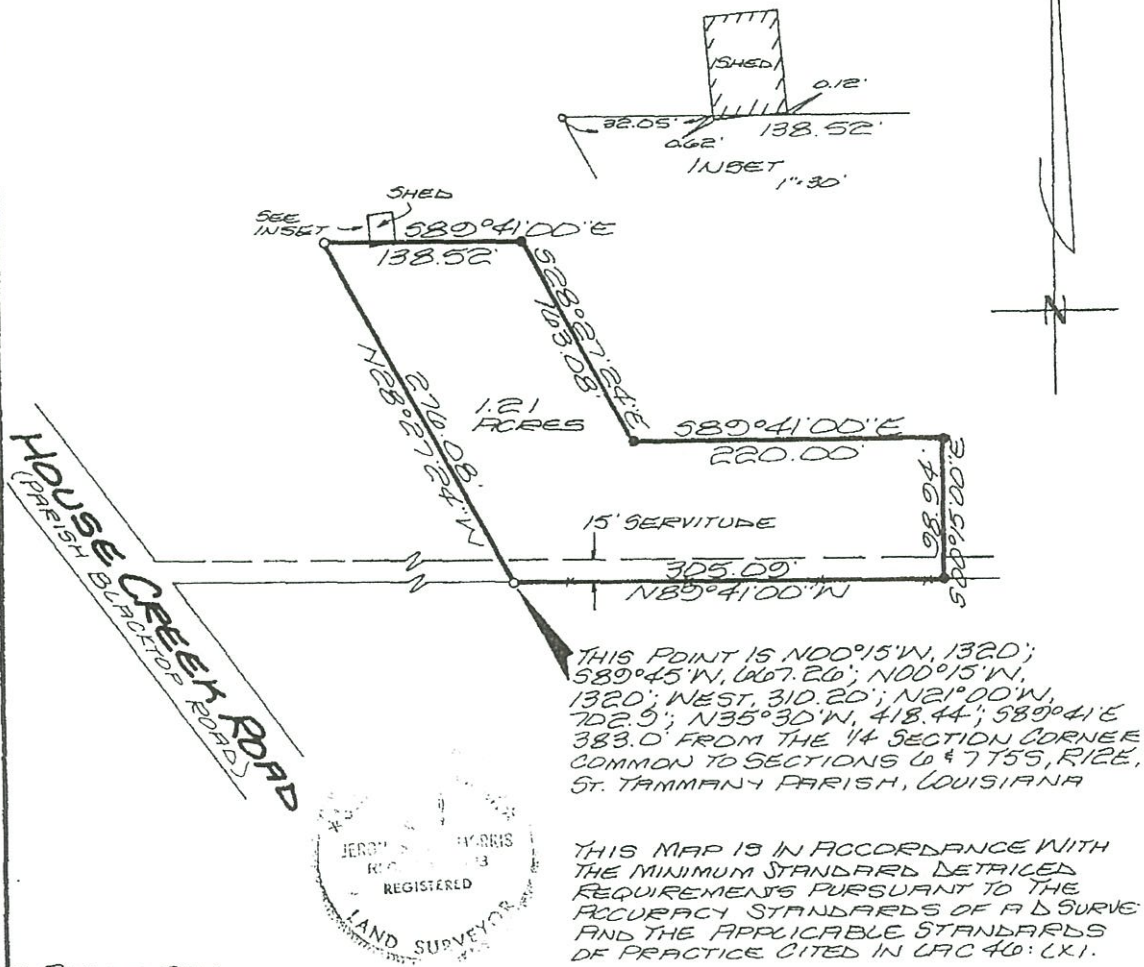 SHED
0.12'
32.05'
138.52'
0.62'
INSET
1"=30'
SHED
SEE
INSET
S89°41'00"E
138.52'
S28°27'24"E
163.08'
N28°27'24"W
276.08'
1.21
ACRES
S89°41'00"E
220.00'
98.94'
S00°15'00"E
15' SERVITUDE
305.09'
N89°41'00"W
N
HOUSE CREEK ROAD
(PARISH BLACKTOP ROAD)
THIS POINT IS N00°15'W, 1320';
S89°45'W, 667.26'; N00°15'W,
1320'; WEST, 310.20'; N21°00'W,
702.9'; N35°30'W, 418.44'; S89°41'E
383.0' FROM THE 1/4 SECTION CORNER
COMMON TO SECTIONS 6 & 7 T5S, R12E,
ST. TAMMANY PARISH, LOUISIANA
REGISTERED
LAND SURVEYOR
THIS MAP IS IN ACCORDANCE WITH
THE MINIMUM STANDARD DETAILED
REQUIREMENTS PURSUANT TO THE
ACCURACY STANDARDS OF A D SURVE
AND THE APPLICABLE STANDARDS
OF PRACTICE CITED IN LAC 46: LXI.